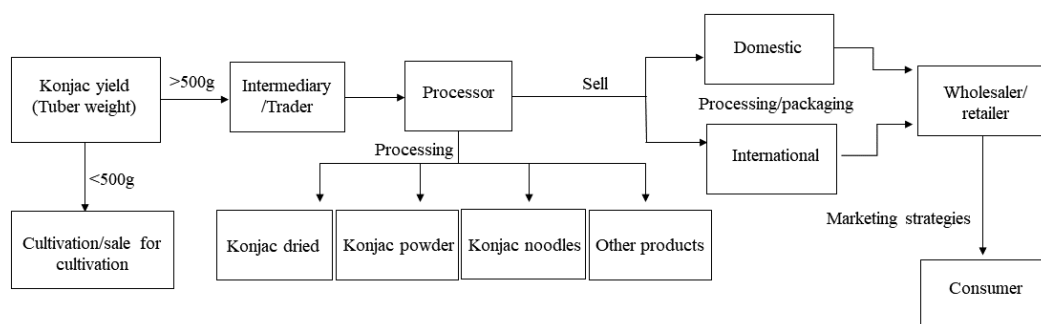 Konjac yield
(Tuber weight)
>500g
Intermediary
/Trader
Processor
Sell
Domestic
Processing/packaging
International
Wholesaler/
retailer
<500g
Processing
Cultivation/sale for
cultivation
Konjac dried
Konjac powder
Konjac noodles
Other products
Marketing strategies
Consumer